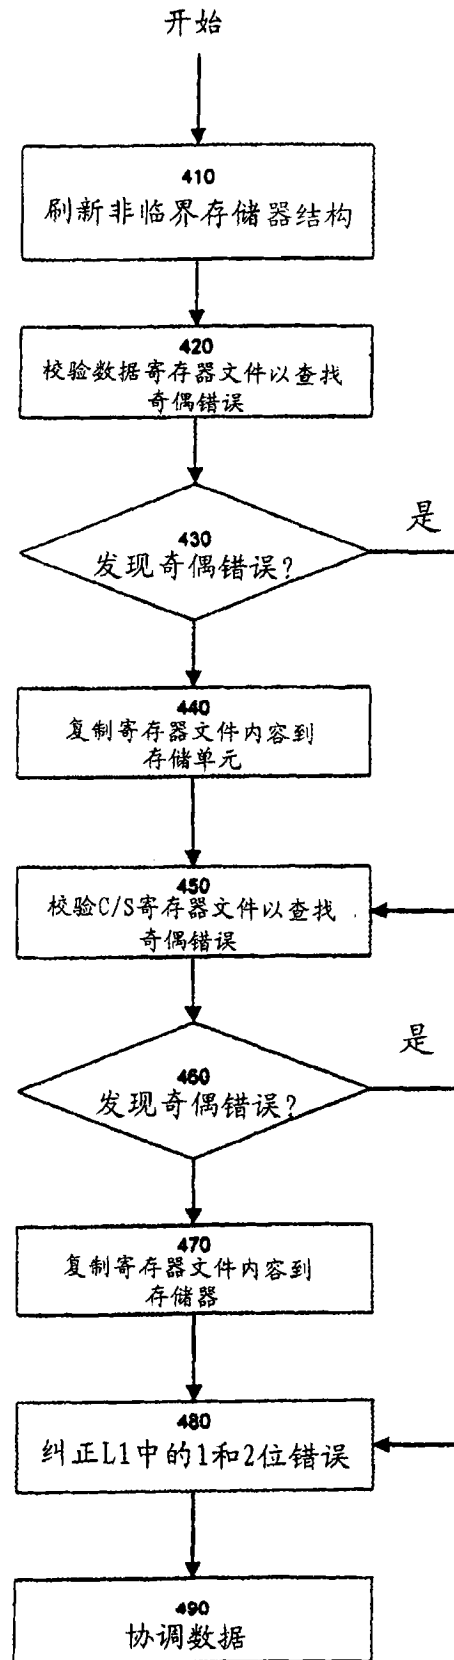 开始
410
刷新非临界存储器结构
420
校验数据寄存器文件以查找
奇偶错误
430
发现奇偶错误?
是
440
复制寄存器文件内容到
存储单元
450
校验C/S寄存器文件以查找
奇偶错误
460
发现奇偶错误?
是
470
复制寄存器文件内容到
存储器
480
纠正L1中的1和2位错误
490
协调数据